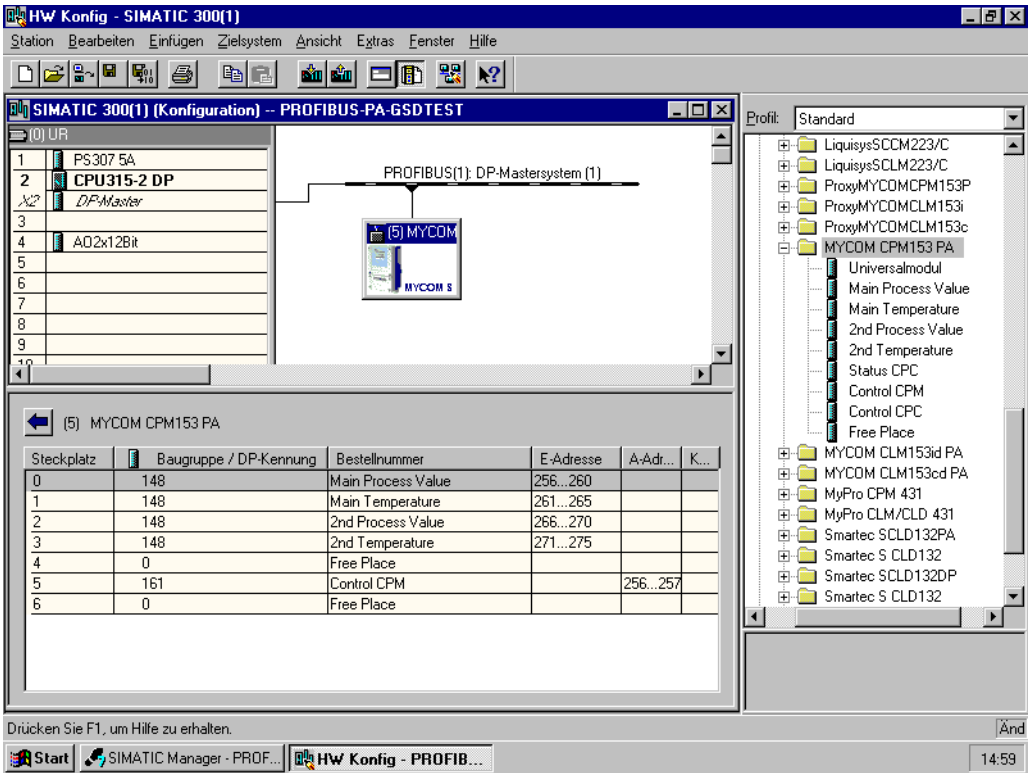 HW Konfig - SIMATIC 300(1)
Station Bearbeiten Einfügen Zielsystem Ansicht Extras Fenster Hilfe
SIMATIC 300(1) (Konfiguration) -- PROFIBUS-PA-GSDTEST
(0) UR
1 PS307 5A
2 CPU315-2 DP
X2 DP-Master
3
4 AO2x12Bit
5
6
7
8
9
10
PROFIBUS(1): DP-Mastersystem (1)
(5) MYCOM
MYCOM S
(5) MYCOM CPM153 PA
Steckplatz Baugruppe / DP-Kennung Bestellnummer E-Adresse A-Adr... K...
0 148 Main Process Value 256...260
1 148 Main Temperature 261...265
2 148 2nd Process Value 266...270
3 148 2nd Temperature 271...275
4 0 Free Place
5 161 Control CPM 256...257
6 0 Free Place
Profil: Standard
LiquisysSCCM223/C
LiquisysSCLM223/C
ProxyMYCOMCPM153P
ProxyMYCOMCLM153i
ProxyMYCOMCLM153c
MYCOM CPM153 PA
Universalmodul
Main Process Value
Main Temperature
2nd Process Value
2nd Temperature
Status CPC
Control CPM
Control CPC
Free Place
MYCOM CLM153id PA
MYCOM CLM153cd PA
MyPro CPM 431
MyPro CLM/CLD 431
Smartec SCLD132PA
Smartec S CLD132
Smartec SCLD132DP
Smartec S CLD132
Drücken Sie F1, um Hilfe zu erhalten.
Änd
Start SIMATIC Manager - PROF... HW Konfig - PROFIB... 14:59